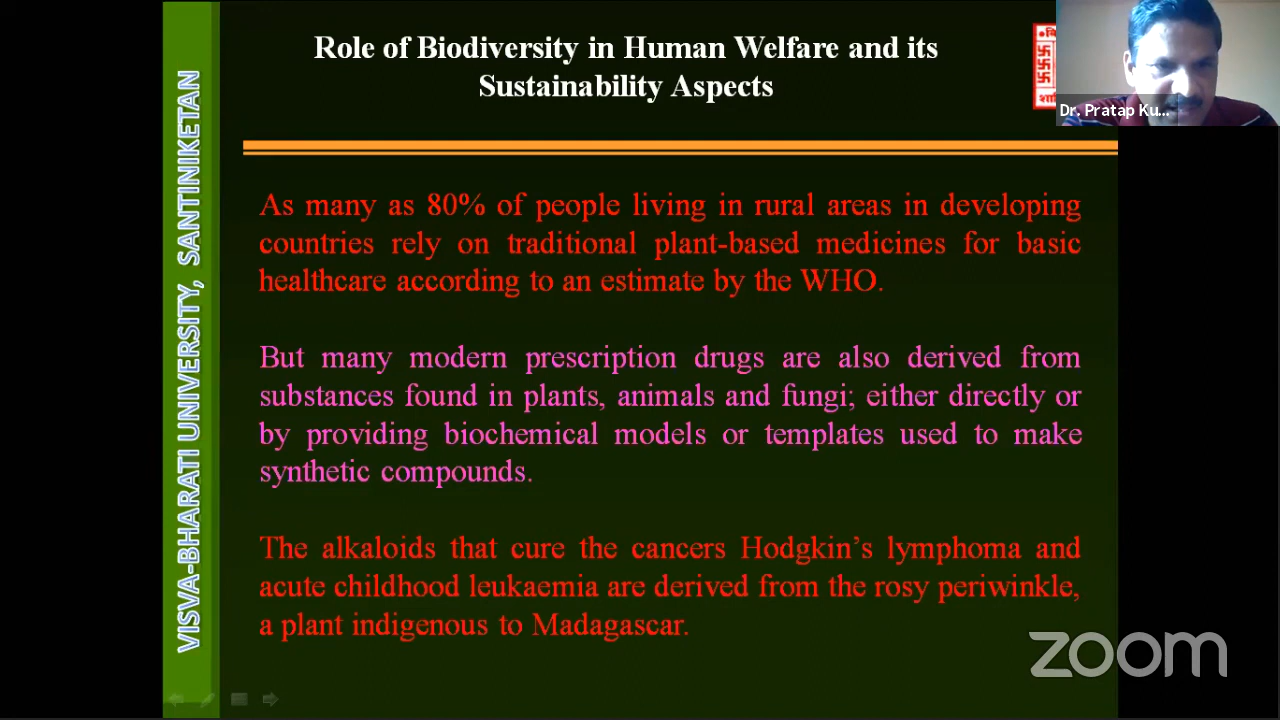 Role of Biodiversity in Human Welfare and its
Sustainability Aspects
Dr. Pratap Ku...
VISVA-BHARATI UNIVERSITY, SANTINIKETAN
As many as 80% of people living in rural areas in developing
countries rely on traditional plant-based medicines for basic
healthcare according to an estimate by the WHO.
But many modern prescription drugs are also derived from
substances found in plants, animals and fungi; either directly or
by providing biochemical models or templates used to make
synthetic compounds.
The alkaloids that cure the cancers Hodgkin's lymphoma and
acute childhood leukaemia are derived from the rosy periwinkle,
a plant indigenous to Madagascar.
zoom